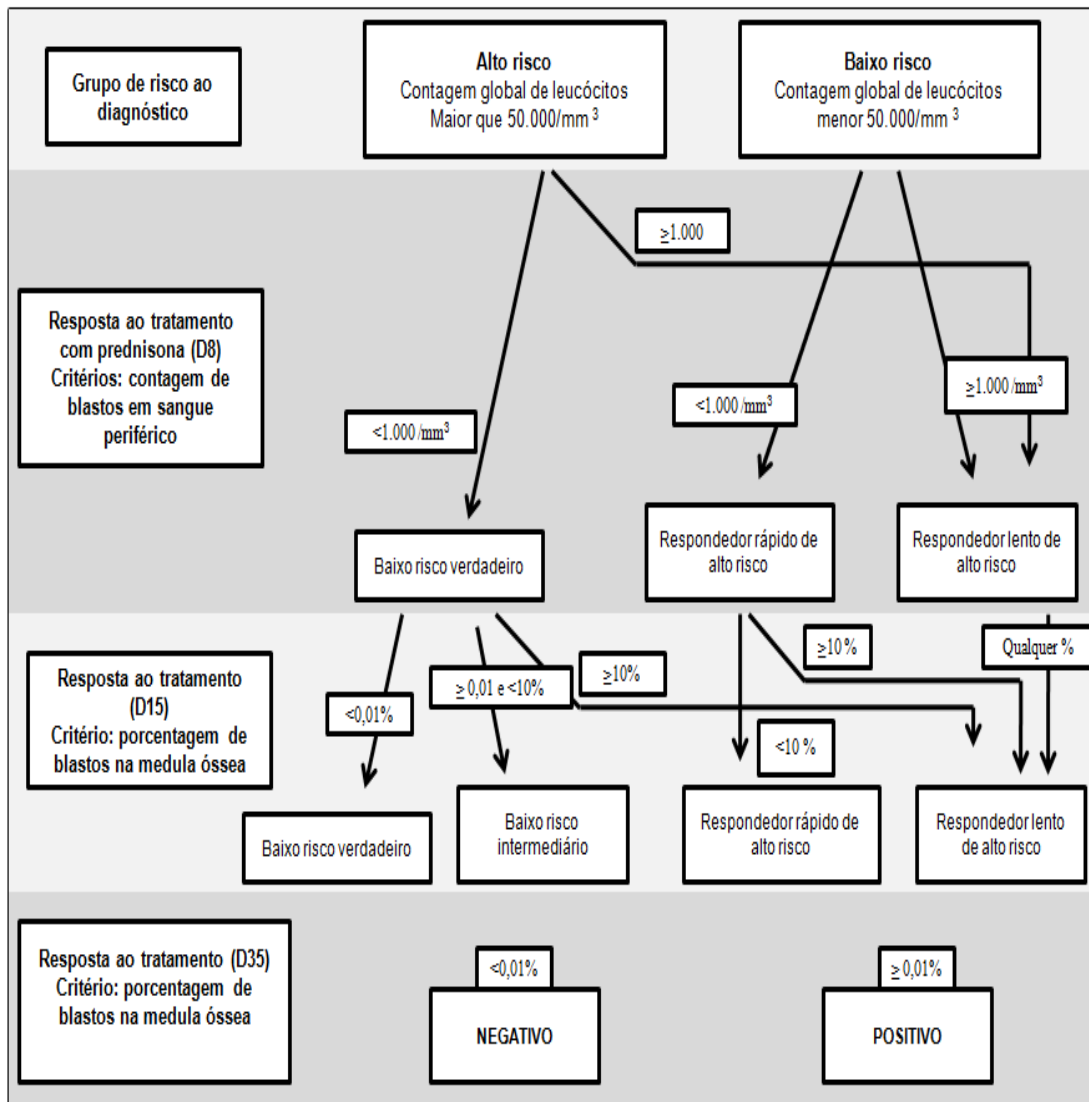 Grupo de risco ao
diagnóstico
Alto risco
Contagem global de leucócitos
Maior que 50.000/mm 3
Baixo risco
Contagem global de leucócitos
menor 50.000/mm 3
≥1.000
Resposta ao tratamento
com prednisona (D8)
Critérios: contagem de
blastos em sangue
periférico
<1.000 /mm3
<1.000 /mm3
≥1.000 /mm3
Baixo risco verdadeiro
Respondedor rápido de
alto risco
Respondedor lento de
alto risco
Resposta ao tratamento
(D15)
Critério: porcentagem de
blastos na medula óssea
<0,01%
≥ 0,01 e <10%
≥10%
<10 %
≥10 %
Qualquer %
Baixo risco verdadeiro
Baixo risco
intermediário
Respondedor rápido de
alto risco
Respondedor lento
de alto risco
Resposta ao tratamento (D35)
Critério: porcentagem de
blastos na medula óssea
<0,01%
NEGATIVO
≥ 0,01%
POSITIVO